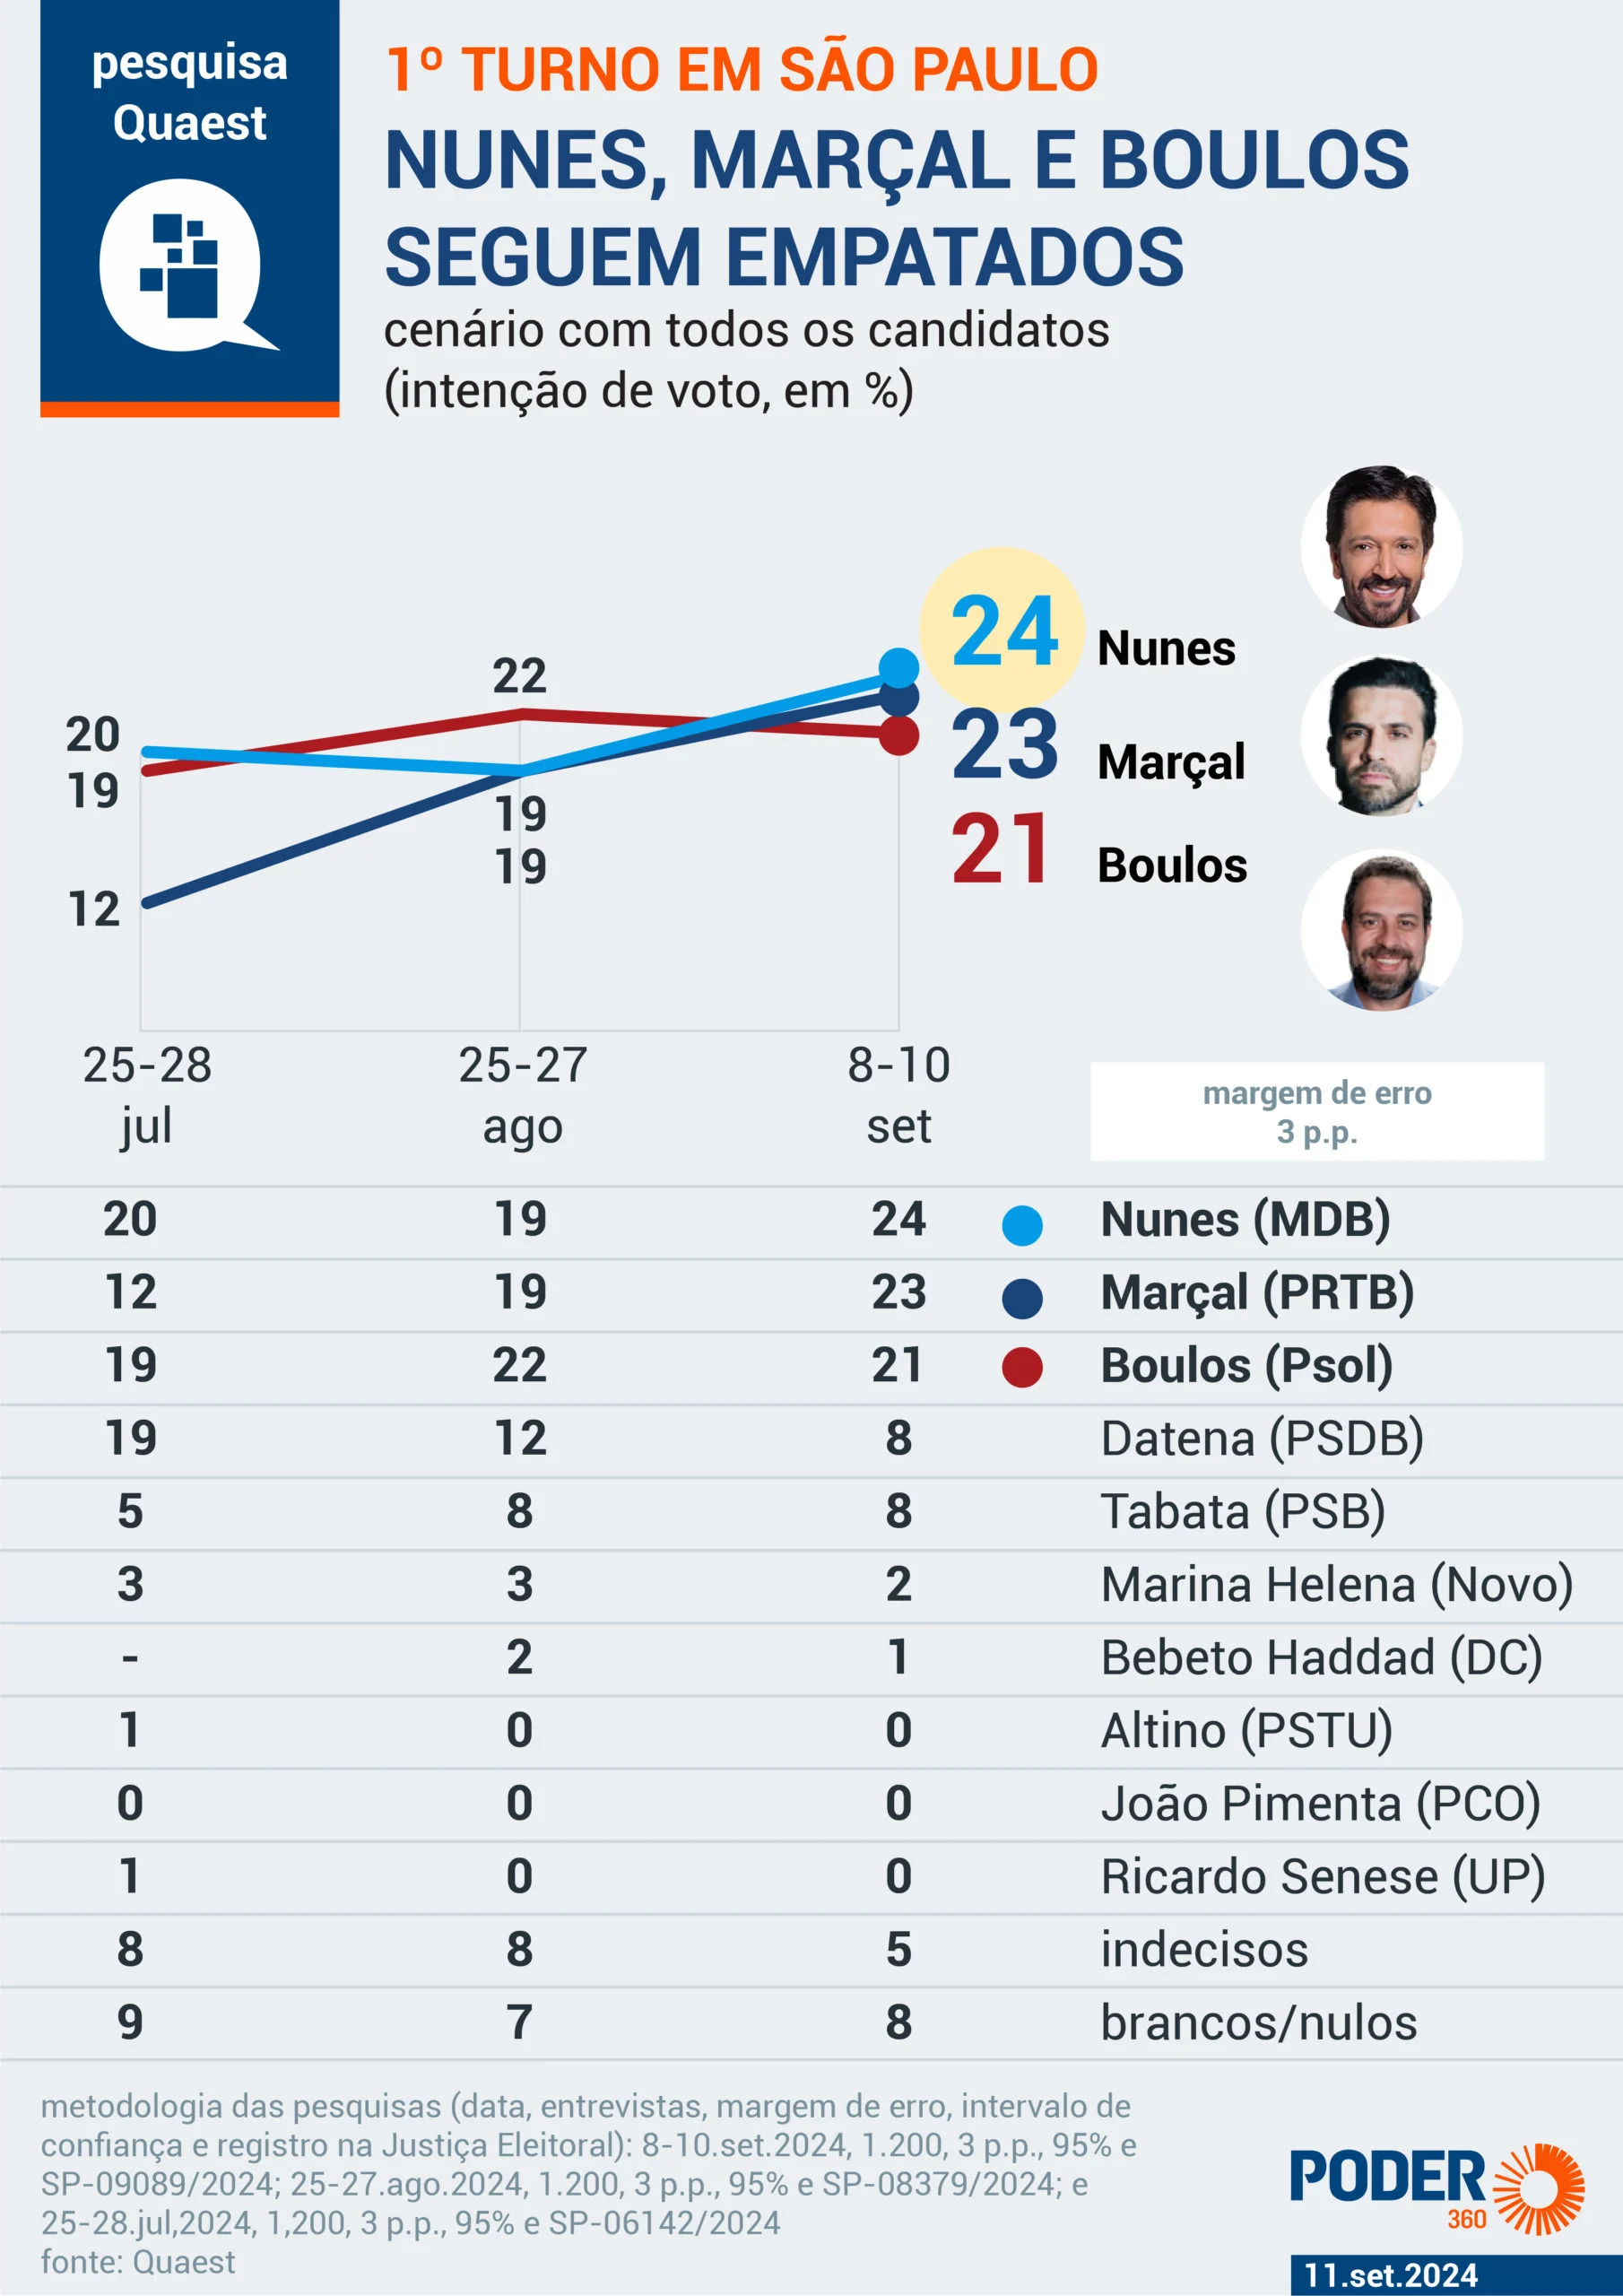 pesquisa
Quaest
1º TURNO EM SÃO PAULO
NUNES, MARÇAL E BOULOS
SEGUEM EMPATADOS
cenário com todos os candidatos
(intenção de voto, em %)
24 Nunes
22
20
23 Marçal
19
19
21 Boulos
19
12
25-28 25-27 8-10
jul ago set
margem de erro
3 p.p.
20 19 24 Nunes (MDB)
12 19 23 Marçal (PRTB)
19 22 21 Boulos (Psol)
19 12 8 Datena (PSDB)
5 8 8 Tabata (PSB)
3 3 2 Marina Helena (Novo)
- 2 1 Bebeto Haddad (DC)
1 0 0 Altino (PSTU)
0 0 0 João Pimenta (PCO)
1 0 0 Ricardo Senese (UP)
8 8 5 indecisos
9 7 8 brancos/nulos
metodologia das pesquisas (data, entrevistas, margem de erro, intervalo de
confiança e registro na Justiça Eleitoral): 8-10.set.2024, 1.200, 3 p.p., 95% e
SP-09089/2024; 25-27.ago.2024, 1.200, 3 p.p., 95% e SP-08379/2024; e
25-28.jul,2024, 1,200, 3 p.p., 95% e SP-06142/2024
fonte: Quaest
PODER
360
11.set.2024